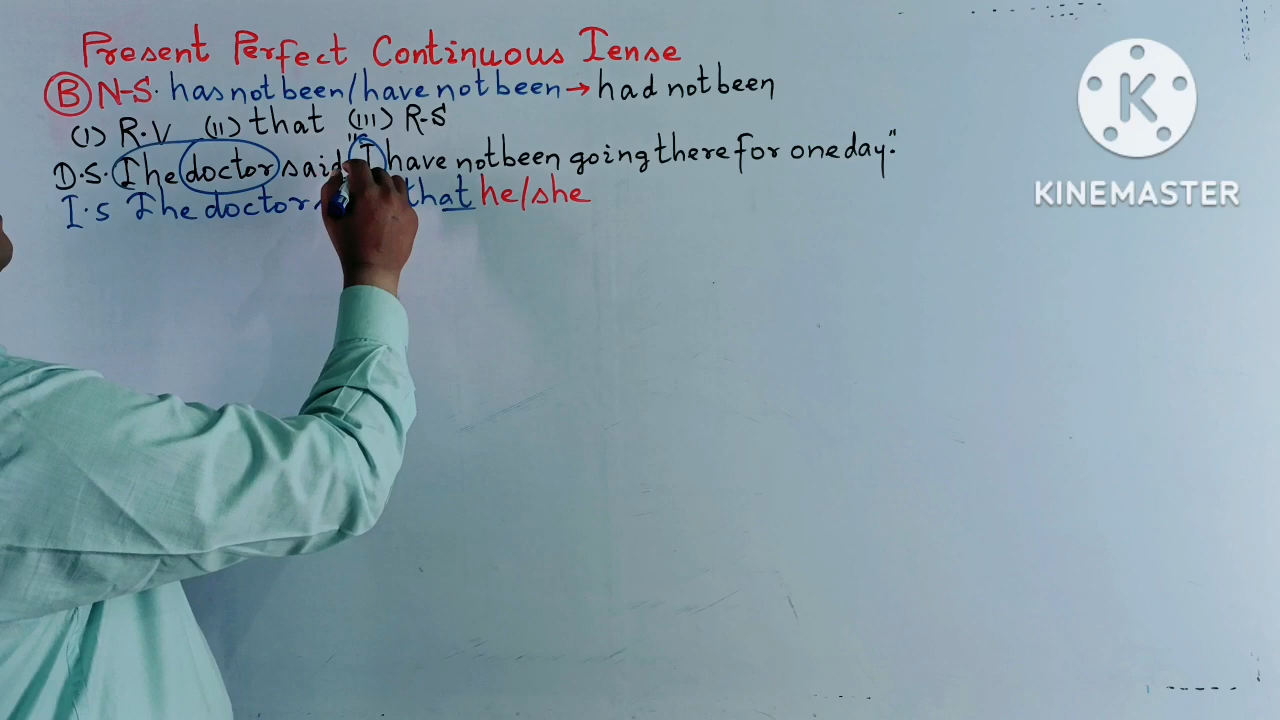 Present Perfect Continuous Tense
B N-S. has not been/have not been → had not been
(I) R.V (II) that (III) R-S
D.S. The doctor said "I have not been going there for one day."
I.s The doctor that he/she
K
KINEMASTER